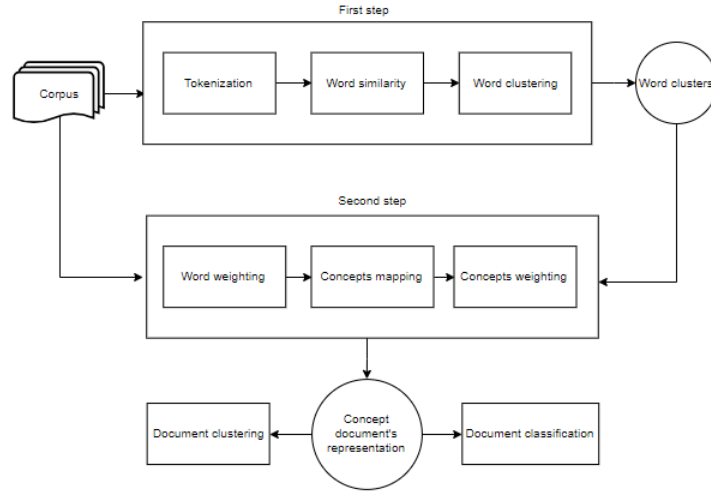 First step
Corpus
Tokenization
Word similarity
Word clustering
Word clusters
Second step
Word weighting
Concepts mapping
Concepts weighting
Document clustering
Concept
document's
representation
Document classification